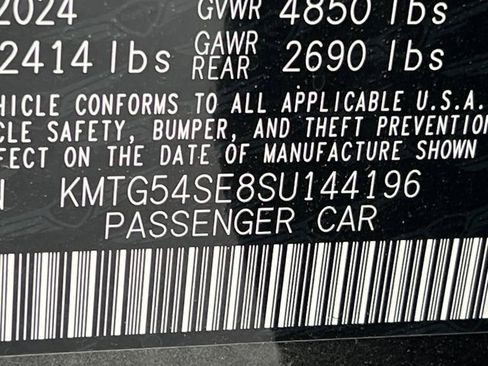 2024 GVWR 4850 lbs
2414 lbs GAWR REAR 2690 lbs
HICLE CONFORMS TO ALL APPLICABLE U.S.A.
CLE SAFETY, BUMPER, AND THEFT PREVENTION
FFECT ON THE DATE OF MANUFACTURE SHOWN
N KMTG54SE8SU144196
PASSENGER CAR